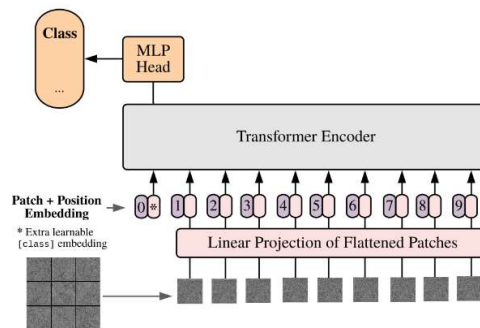 Class
...
MLP
Head
Transformer Encoder
Patch + Position
Embedding
0 * 1 2 3 4 5 6 7 8 9
* Extra learnable
[class] embedding
Linear Projection of Flattened Patches